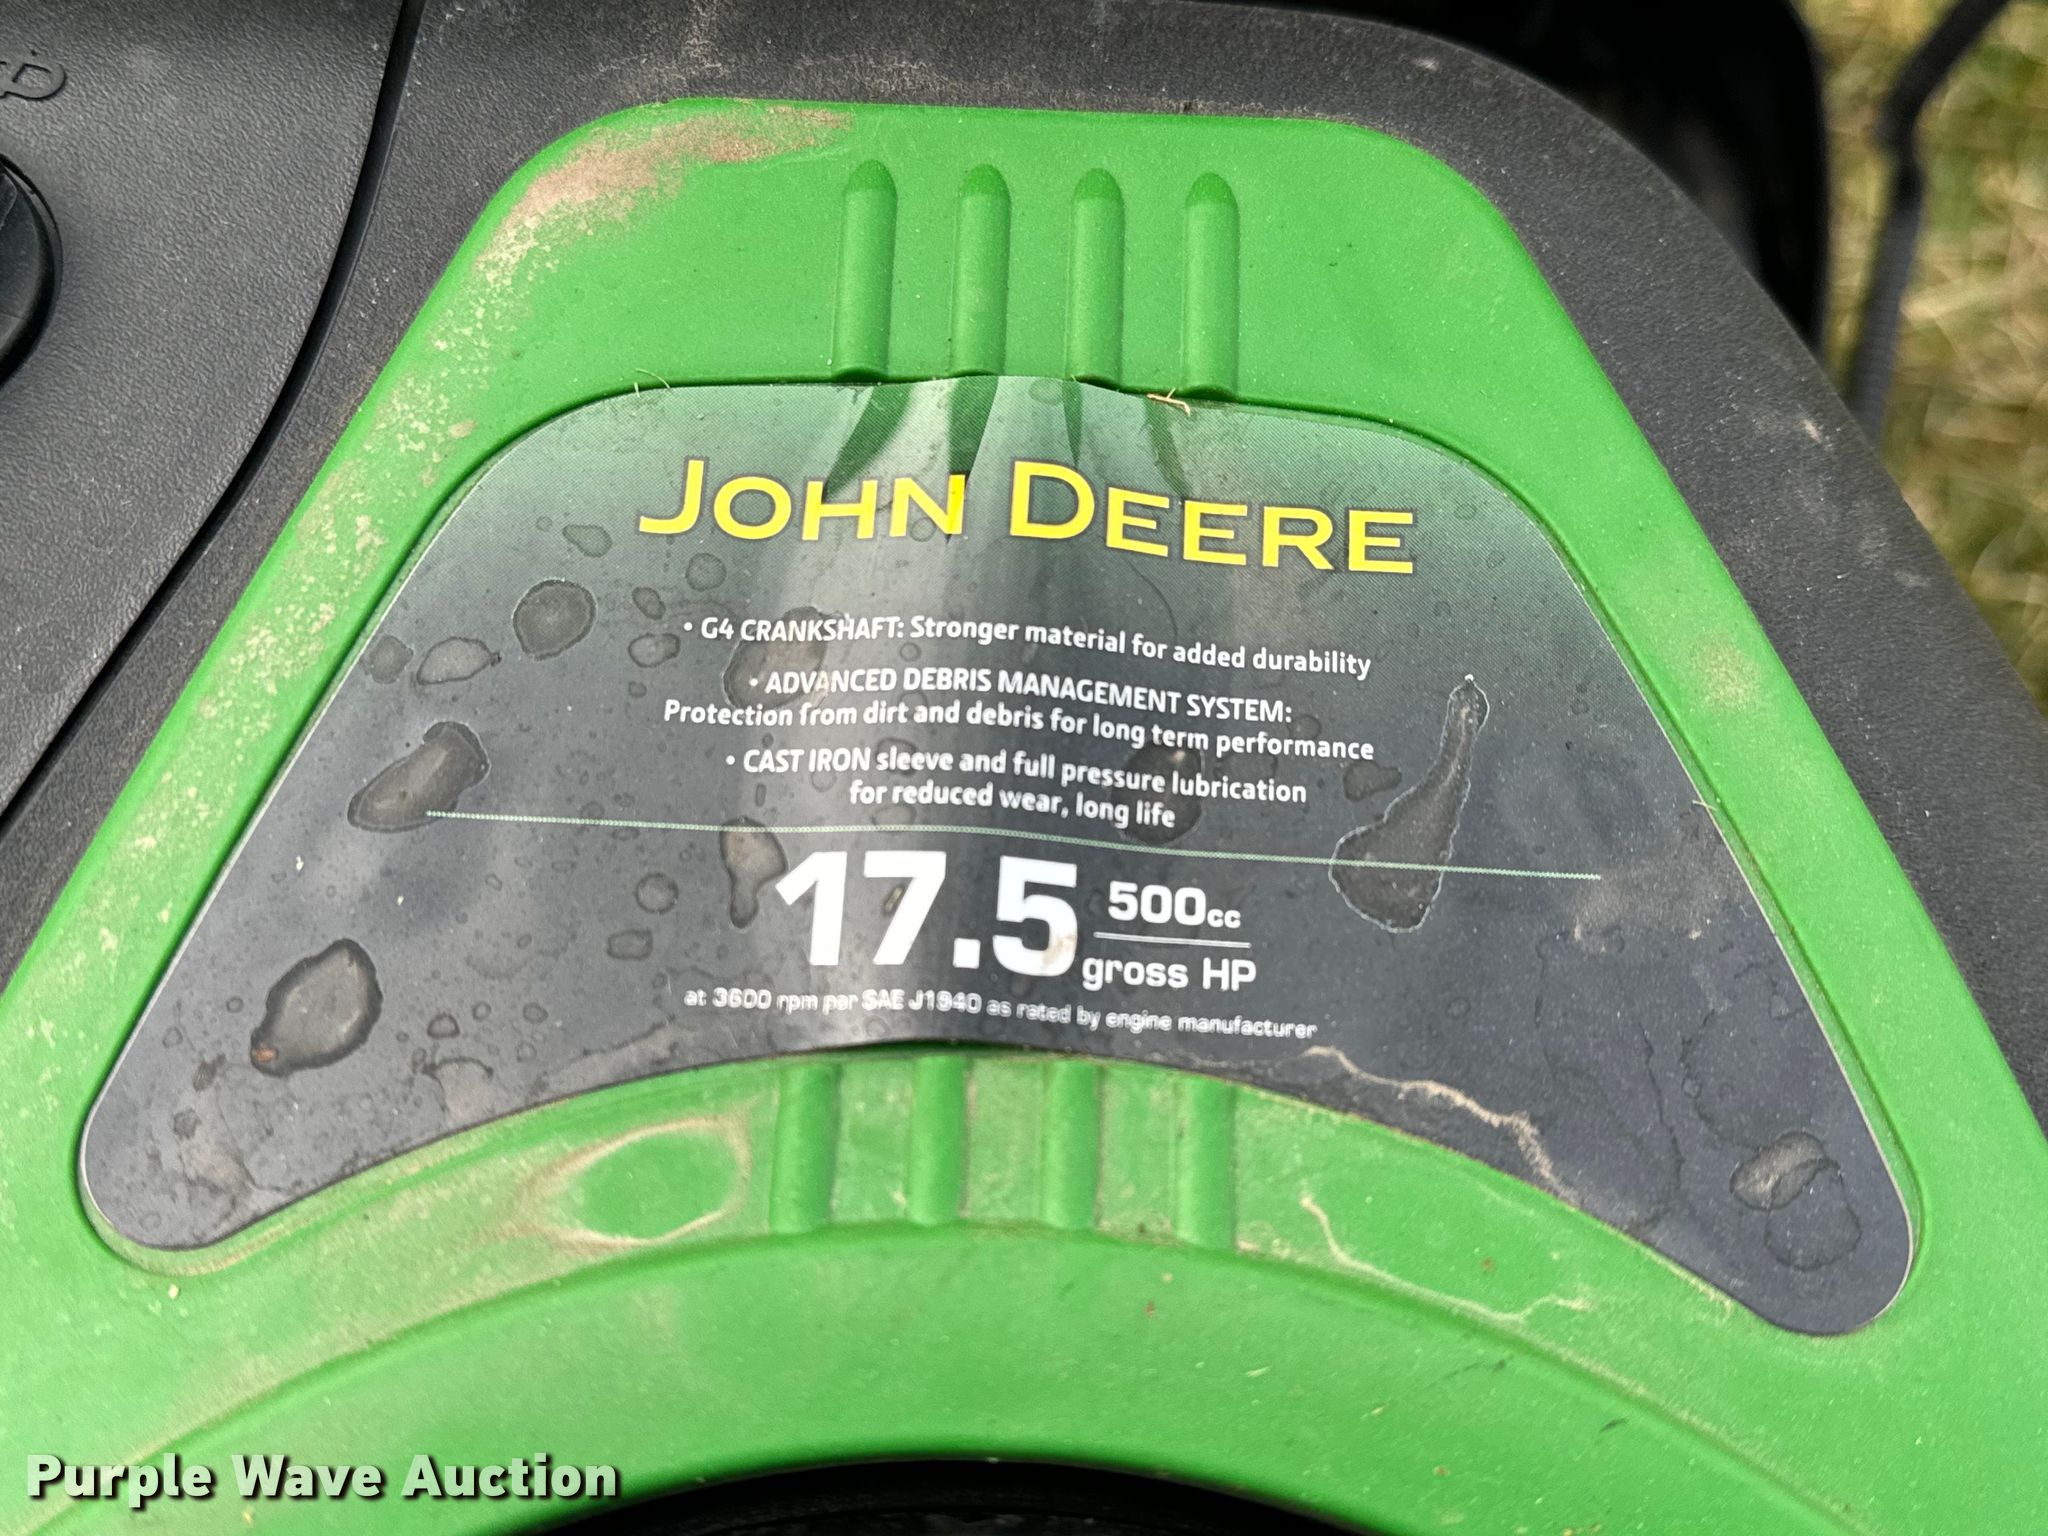 JOHN DEERE
• G4 CRANKSHAFT: Stronger material for added durability
• ADVANCED DEBRIS MANAGEMENT SYSTEM:
Protection from dirt and debris for long term performance
• CAST IRON sleeve and full pressure lubrication
for reduced wear, long life
17.5 500cc
gross HP
at 3600 rpm per SAE J1940 as rated by engine manufacturer
Purple Wave Auction